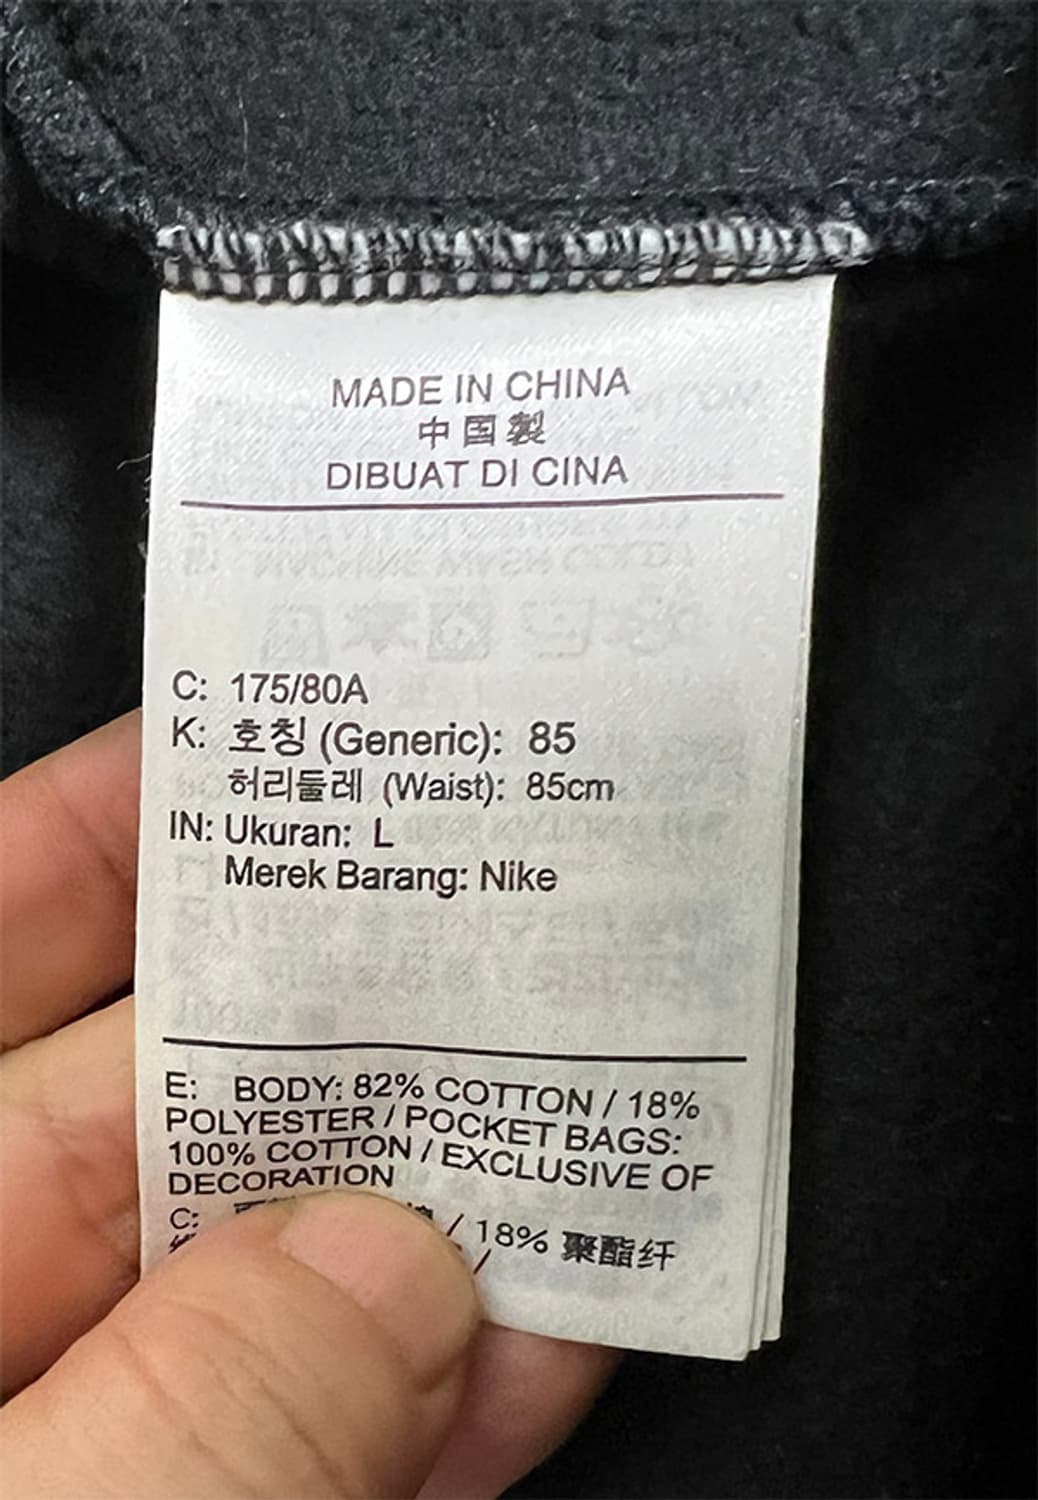 MADE IN CHINA
中国製
DIBUAT DI CINA
C: 175/80A
K: 호칭 (Generic): 85
허리둘레 (Waist): 85cm
IN: Ukuran: L
Merek Barang: Nike
E: BODY: 82% COTTON / 18%
POLYESTER / POCKET BAGS:
100% COTTON / EXCLUSIVE OF
DECORATION
C: / 18% 聚酯纤